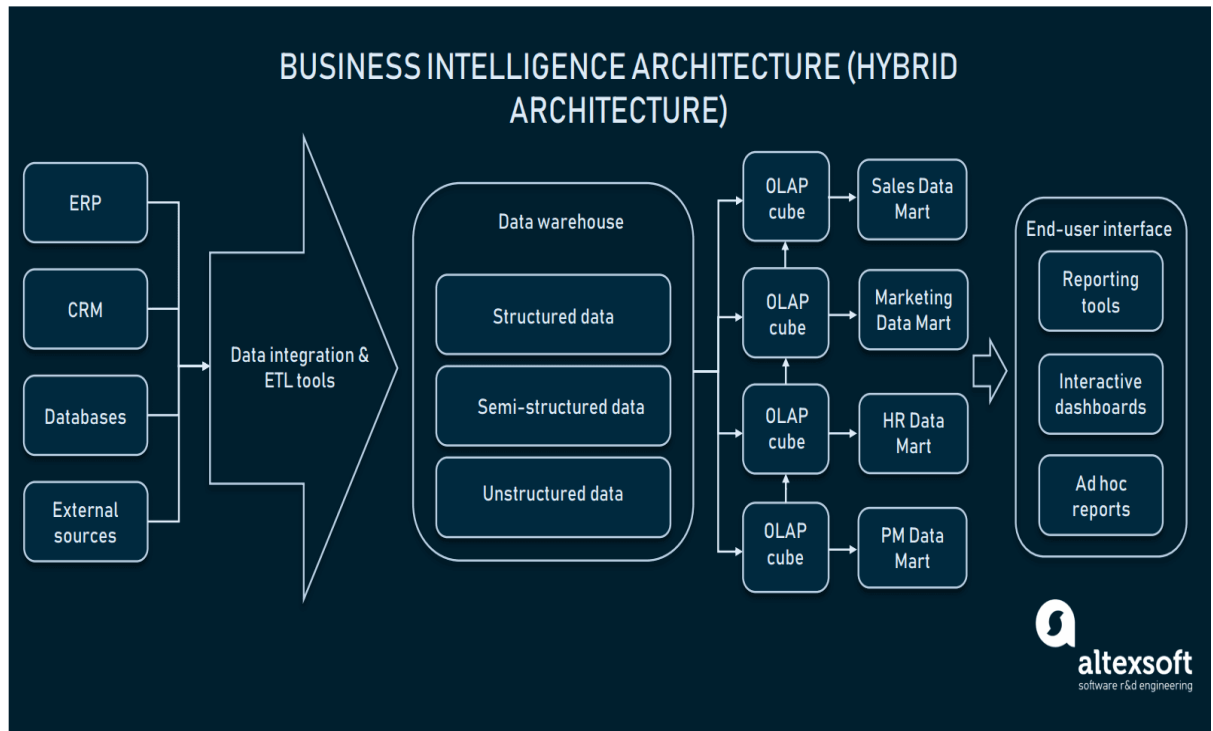 BUSINESS INTELLIGENCE ARCHITECTURE (HYBRID
ARCHITECTURE)
ERP
CRM
Databases
External
sources
Data integration &
ETL tools
Data warehouse
Structured data
Semi-structured data
Unstructured data
OLAP
cube
OLAP
cube
OLAP
cube
OLAP
cube
Sales Data
Mart
Marketing
Data Mart
HR Data
Mart
PM Data
Mart
End-user interface
Reporting
tools
Interactive
dashboards
Ad hoc
reports
altexsoft
software r&d engineering